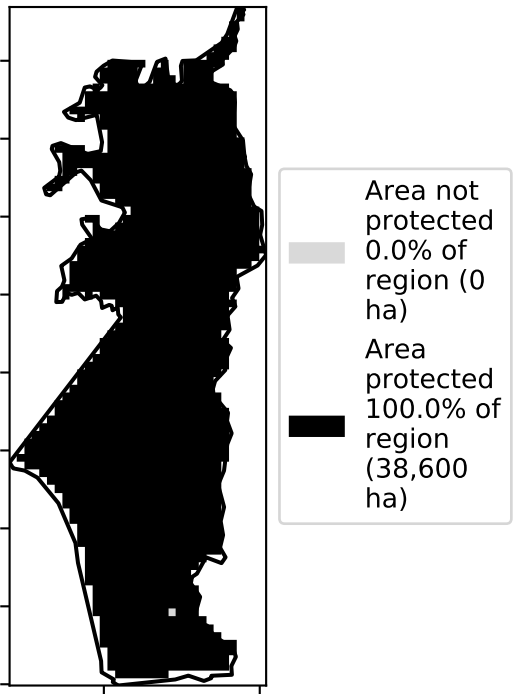 Area not
protected
0.0% of
region (0
ha)
Area
protected
100.0% of
region
(38,600
ha)